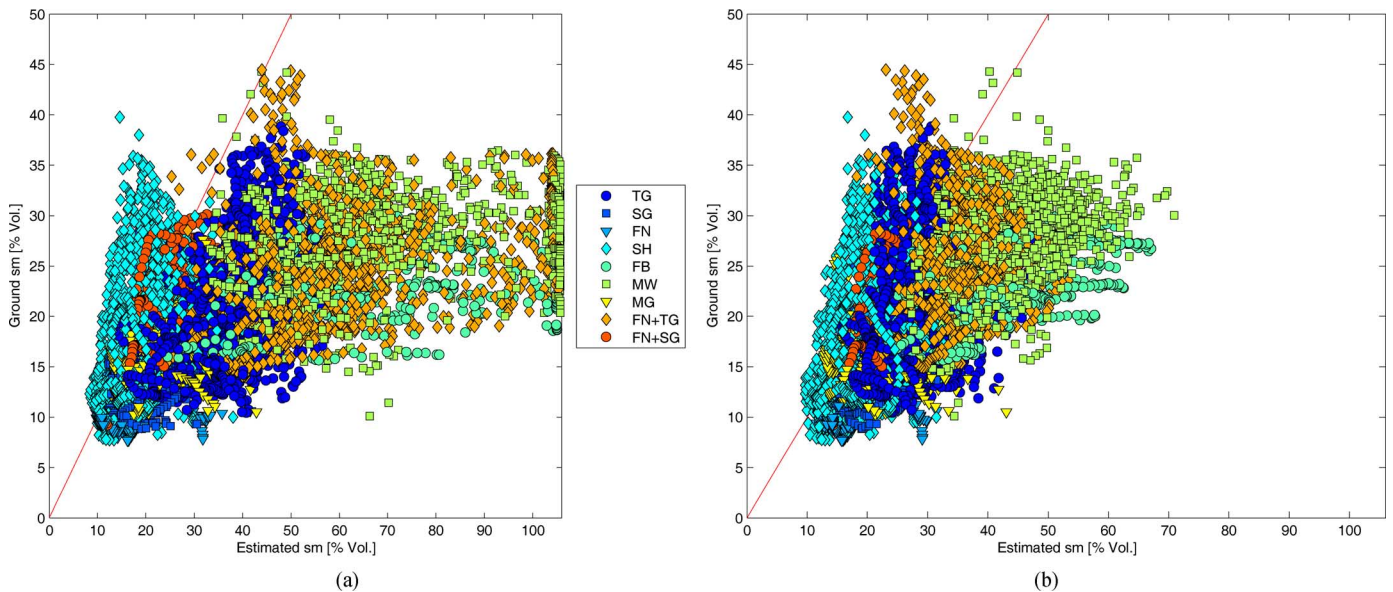 50
45
40
35
30
25
20
15
10
5
0
Ground sm [% Vol.]
0 10 20 30 40 50 60 70 80 90 100
Estimated sm [% Vol.]
(a)
TG
SG
FN
SH
FB
MW
MG
FN+TG
FN+SG
50
45
40
35
30
25
20
15
10
5
0
Ground sm [% Vol.]
0 10 20 30 40 50 60 70 80 90 100
Estimated sm [% Vol.]
(b)